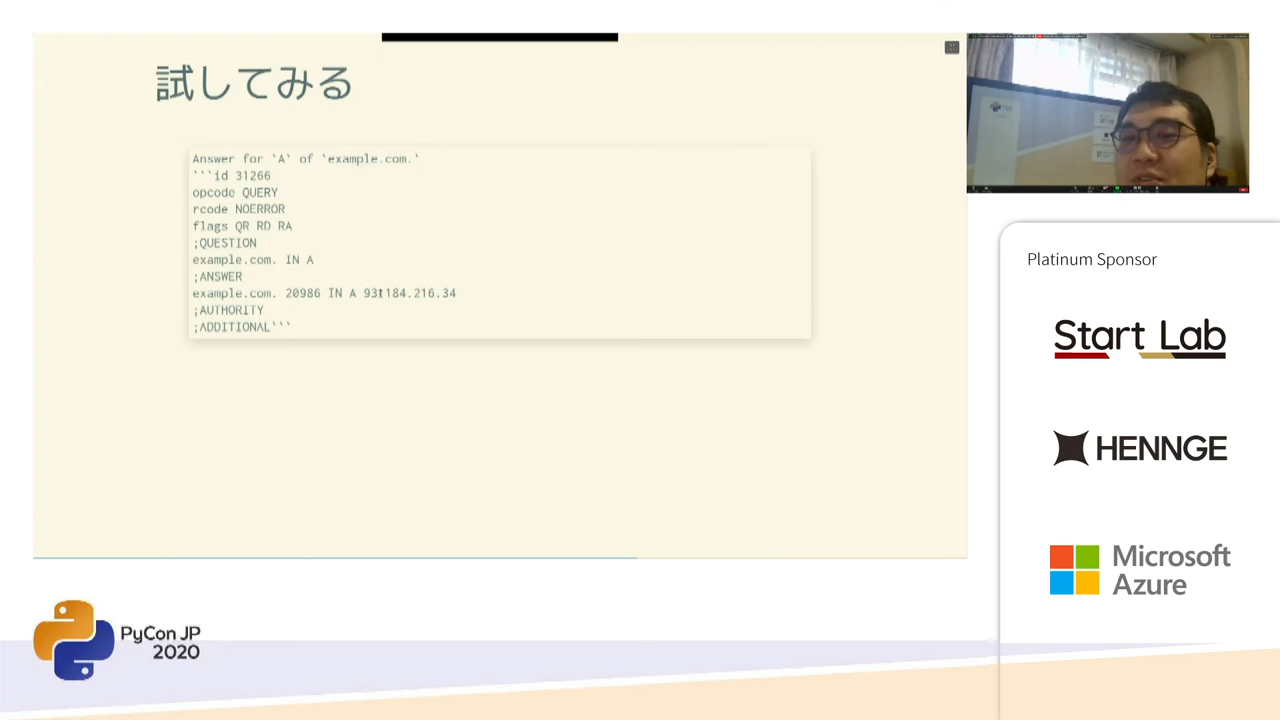 試してみる
Answer for `A` of `example.com.`
```id 31266
opcode QUERY
rcode NOERROR
flags QR RD RA
;QUESTION
example.com. IN A
;ANSWER
example.com. 20986 IN A 93.184.216.34
;AUTHORITY
;ADDITIONAL```
Platinum Sponsor
Start Lab
HENNGE
Microsoft
Azure
PyCon JP
2020